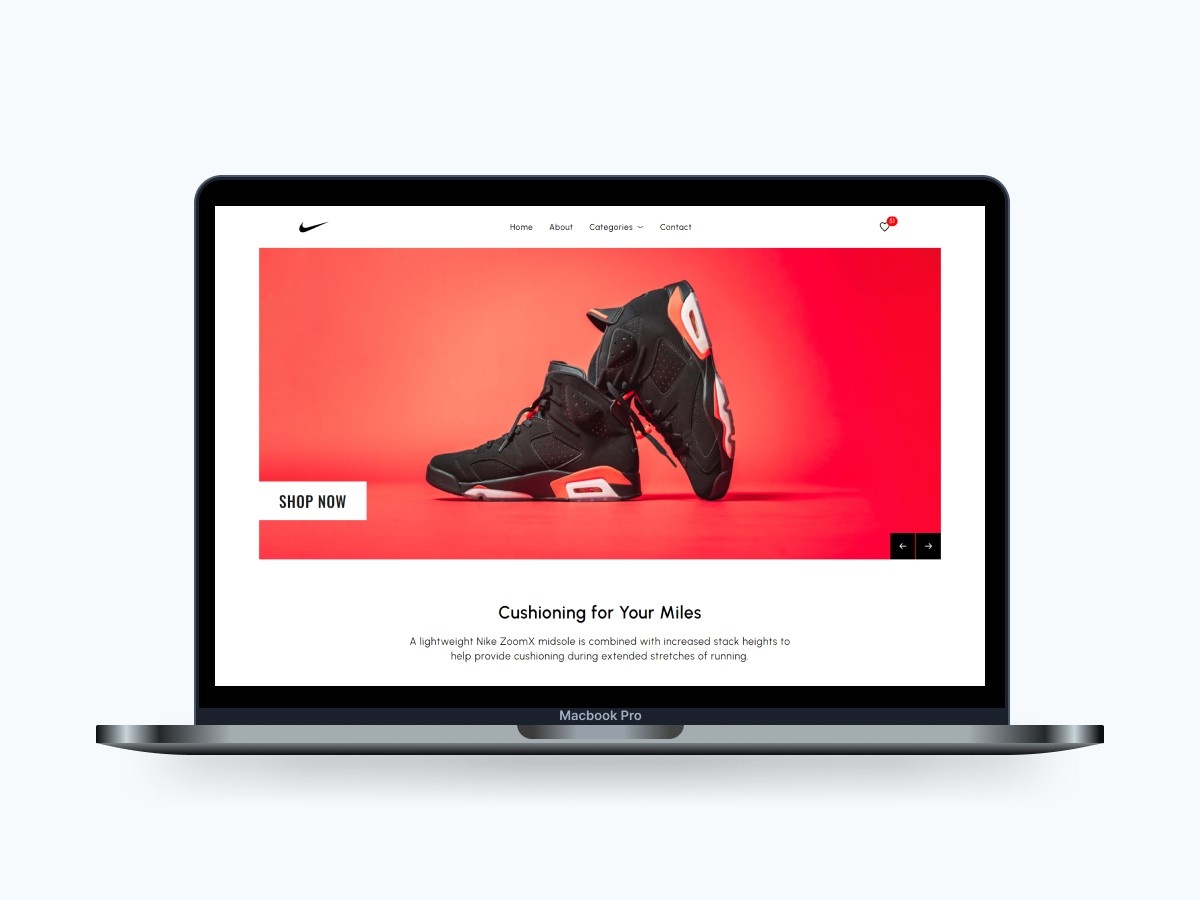 Home About Categories Contact
SHOP NOW
Cushioning for Your Miles
A lightweight Nike ZoomX midsole is combined with increased stack heights to
help provide cushioning during extended stretches of running.
Macbook Pro